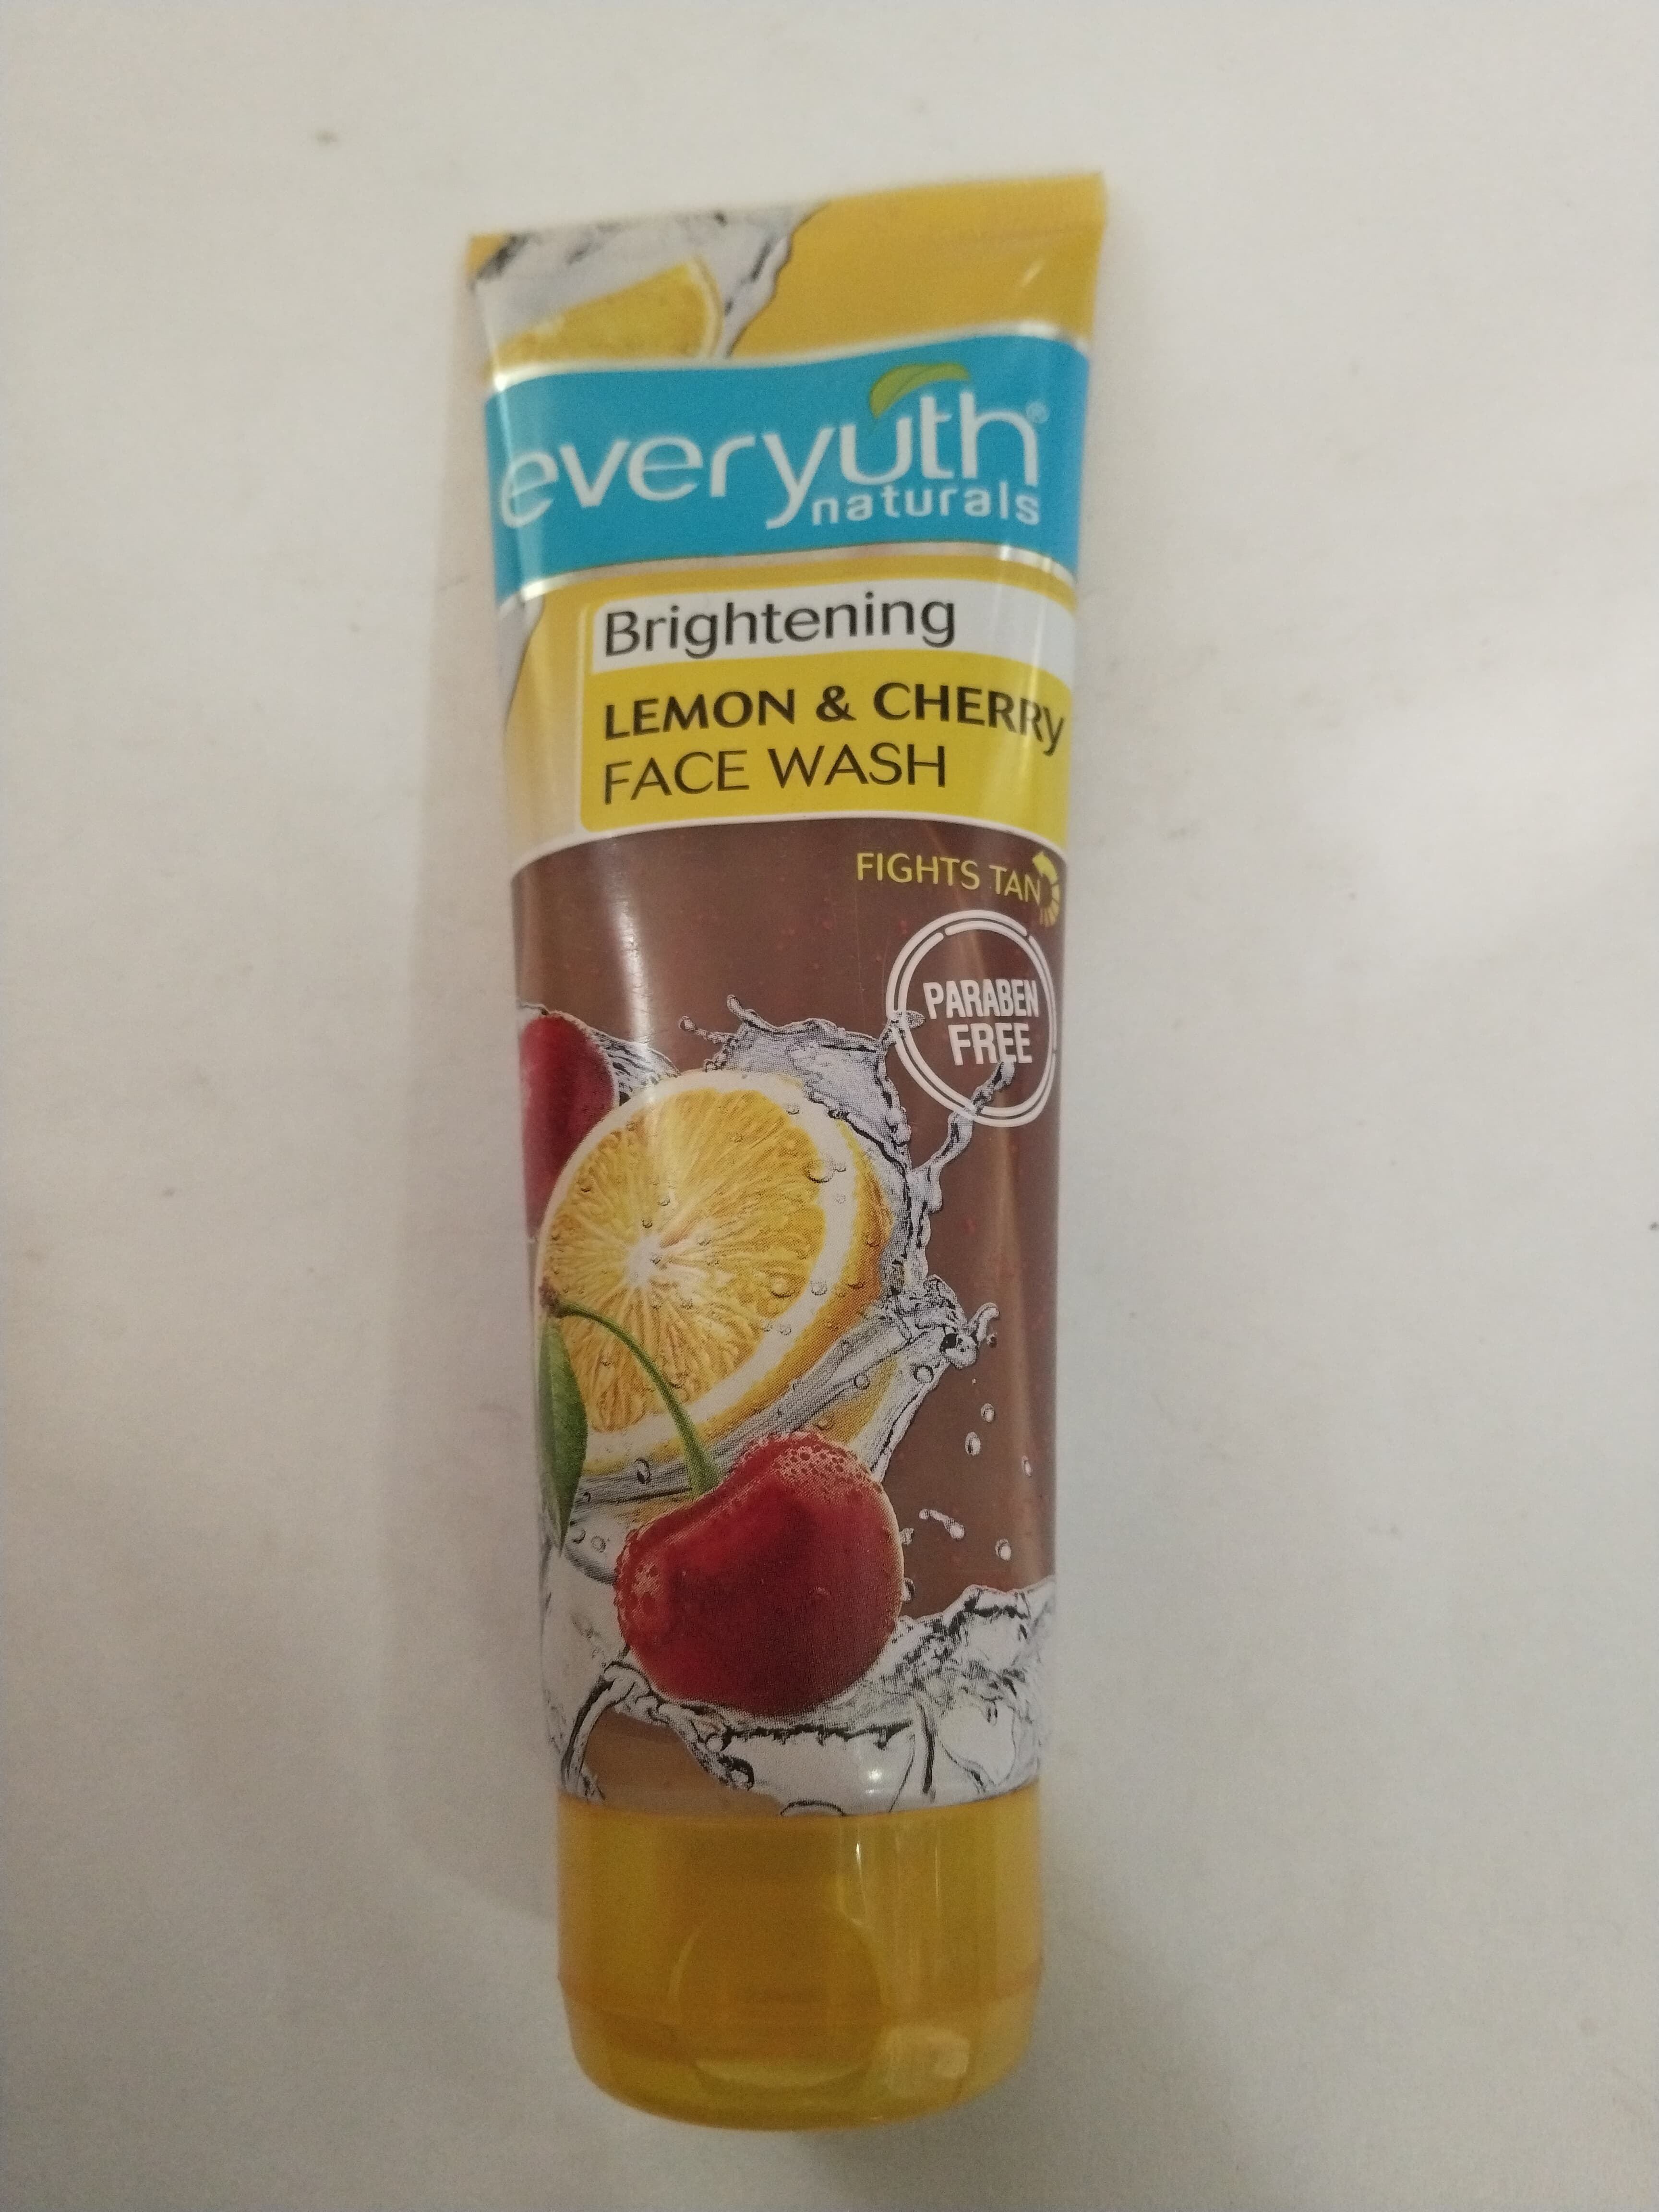 everyuth®
naturals
Brightening
LEMON & CHERRY
FACE WASH
FIGHTS TAN
PARABEN
FREE